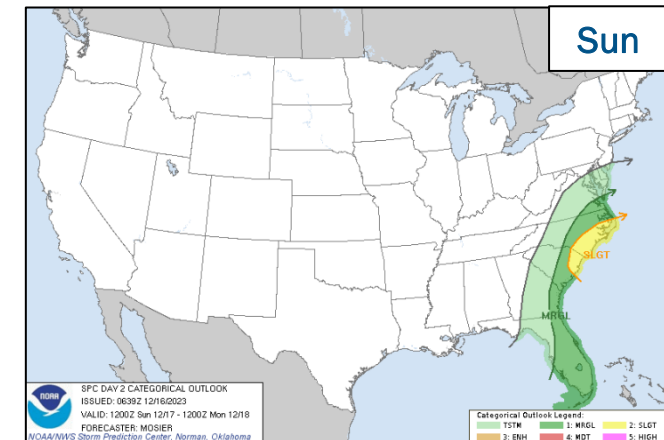 Sun
SLGT
MRGL
NOAA
SPC DAY 2 CATEGORICAL OUTLOOK
ISSUED: 0639Z 12/16/2023
VALID: 1200Z Sun 12/17 - 1200Z Mon 12/18
FORECASTER: MOSIER
NOAA/NWS Storm Prediction Center, Norman, Oklahoma
Categorical Outlook Legend:
TSTM 1: MRGL 2: SLGT
3: ENH 4: MDT 5: HIGH